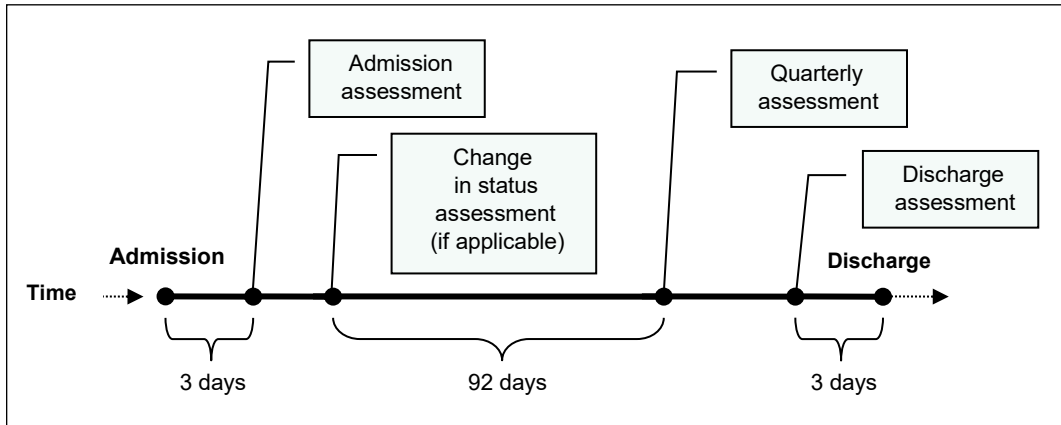 Admission
assessment
Quarterly
assessment
Change
in status
assessment
(if applicable)
Discharge
assessment
Admission
Discharge
Time
3 days
92 days
3 days